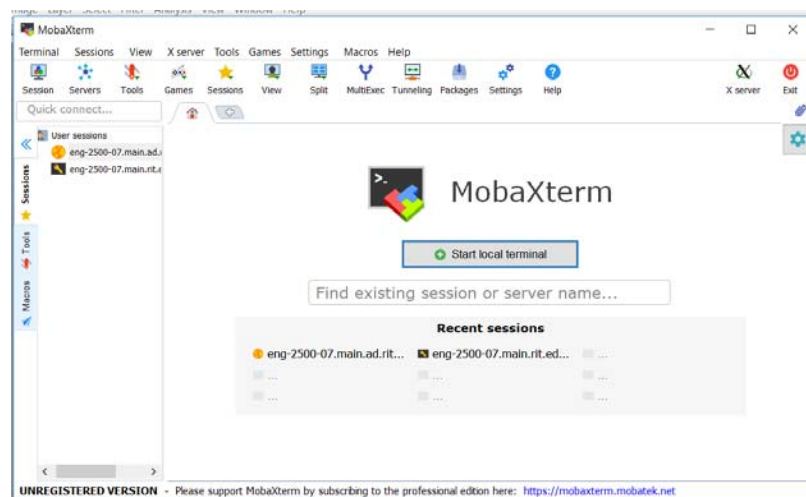 MobaXterm
Terminal Sessions View X server Tools Games Settings Macros Help
Session Servers Tools Games Sessions View Split MultiExec Tunneling Packages Settings Help X server Exit
Quick connect...
User sessions
eng-2500-07.main.ad.
eng-2500-07.main.rit.
Sessions
Tools
Macros
>.
MobaXterm
Start local terminal
Find existing session or server name...
Recent sessions
eng-2500-07.main.ad.rit... eng-2500-07.main.rit.ed... ...
... ... ...
... ... ...
UNREGISTERED VERSION - Please support MobaXterm by subscribing to the professional edition here: https://mobaxterm.mobatek.net